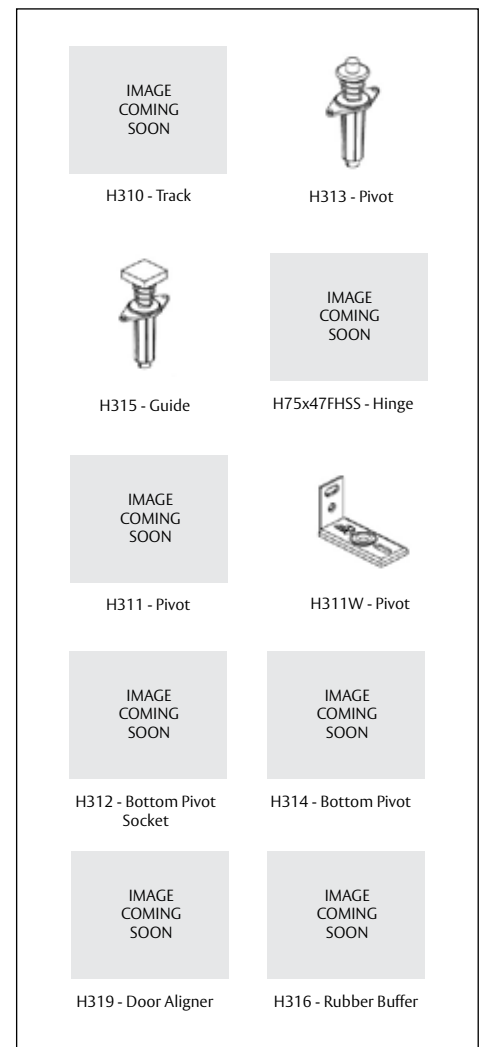 IMAGE
COMING
SOON
H310 - Track
H313 - Pivot
H315 - Guide
IMAGE
COMING
SOON
H75x47FHSS - Hinge
IMAGE
COMING
SOON
H311 - Pivot
H311W - Pivot
IMAGE
COMING
SOON
H312 - Bottom Pivot
Socket
IMAGE
COMING
SOON
H314 - Bottom Pivot
IMAGE
COMING
SOON
H319 - Door Aligner
IMAGE
COMING
SOON
H316 - Rubber Buffer